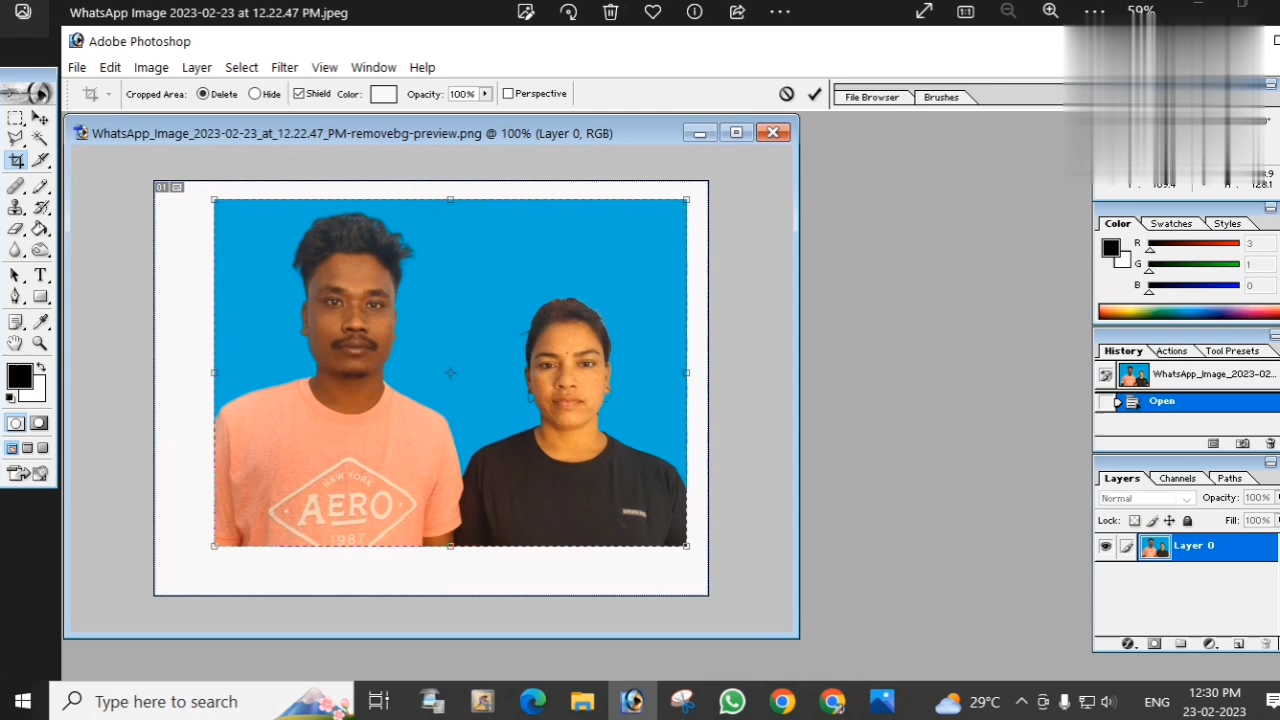 WhatsApp Image 2023-02-23 at 12.22.47 PM.jpeg
59%
Adobe Photoshop
File Edit Image Layer Select Filter View Window Help
Cropped Area: Delete Hide Shield Color: Opacity: 100% Perspective
File Browser Brushes
WhatsApp_Image_2023-02-23_at_12.22.47_PM-removebg-preview.png @ 100% (Layer 0, RGB)
01
128.1
Color Swatches Styles
R 3
G 1
B 0
History Actions Tool Presets
WhatsApp_Image_2023-02...
Open
NEW YORK
AERO
1987
Layers Channels Paths
Normal Opacity: 100%
Lock: Fill: 100%
Layer 0
Type here to search
29°C ENG
12:30 PM
23-02-2023